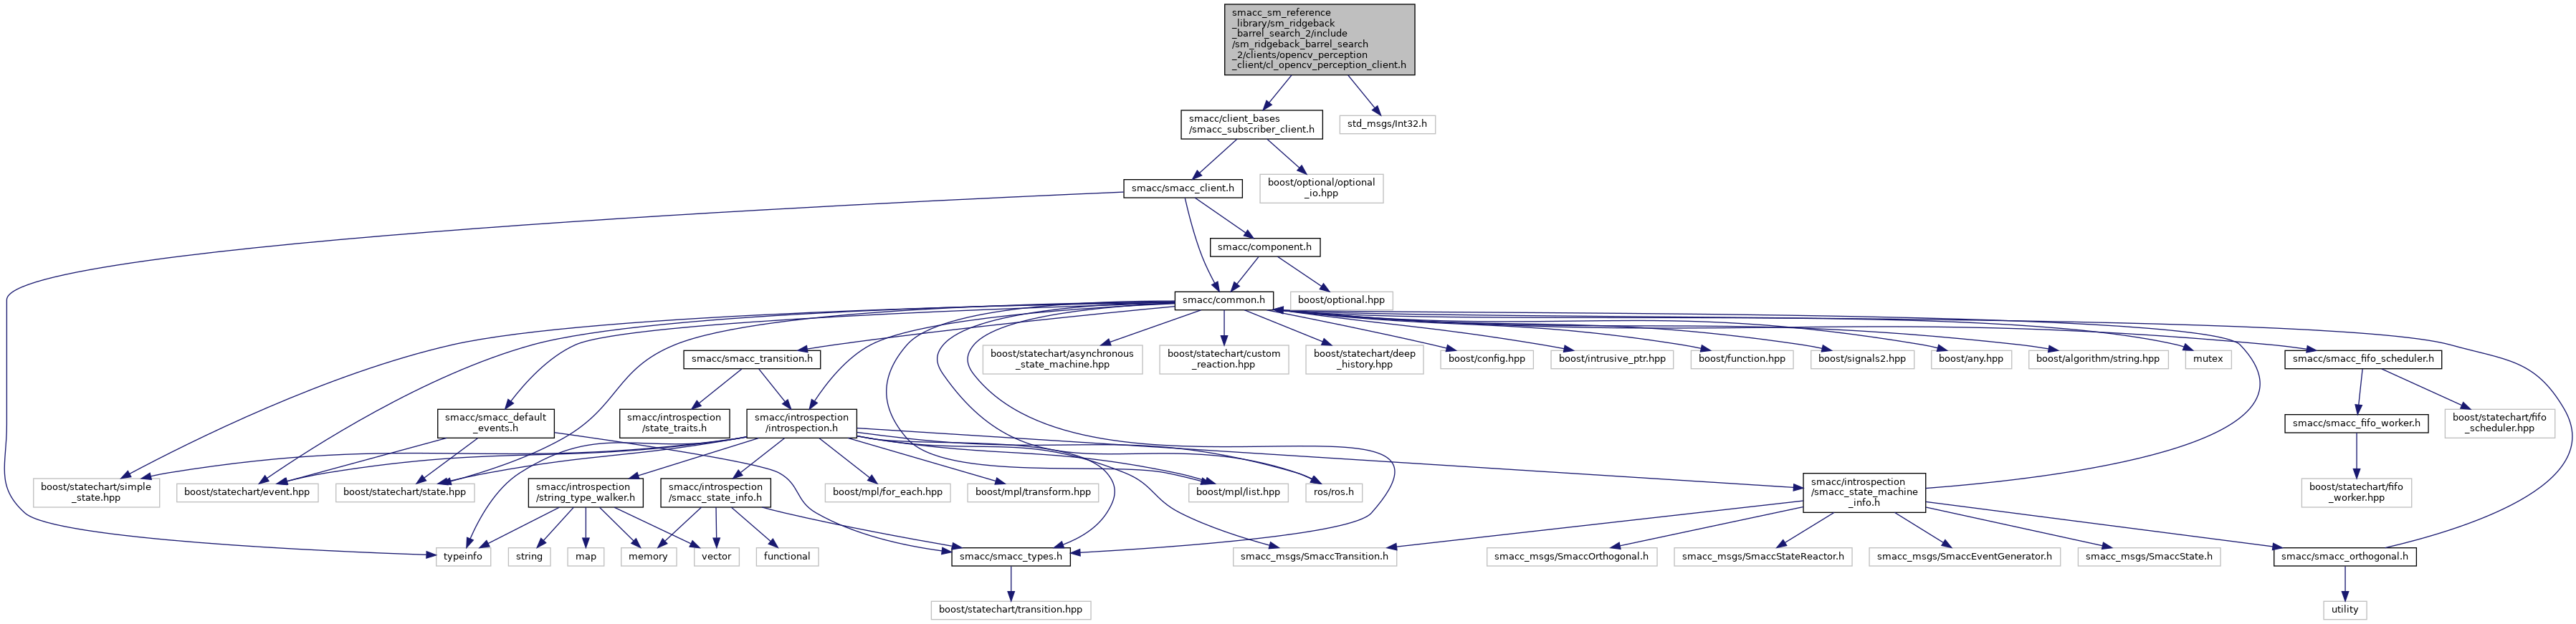 smacc_sm_reference
_library/sm_ridgeback
_barrel_search_2/include
/sm_ridgeback_barrel_search
_2/clients/opencv_perception
_client/cl_opencv_perception_client.h
smacc/client_bases
/smacc_subscriber_client.h
std_msgs/Int32.h
smacc/smacc_client.h
boost/optional/optional
_io.hpp
smacc/component.h
smacc/common.h
boost/optional.hpp
smacc/smacc_transition.h
boost/statechart/asynchronous
_state_machine.hpp
boost/statechart/custom
_reaction.hpp
boost/statechart/deep
_history.hpp
boost/config.hpp
boost/intrusive_ptr.hpp
boost/function.hpp
boost/signals2.hpp
boost/any.hpp
boost/algorithm/string.hpp
mutex
smacc/smacc_fifo_scheduler.h
smacc/smacc_default
_events.h
smacc/introspection
/state_traits.h
smacc/introspection
/introspection.h
smacc/smacc_fifo_worker.h
boost/statechart/fifo
_scheduler.hpp
boost/statechart/simple
_state.hpp
boost/statechart/event.hpp
boost/statechart/state.hpp
smacc/introspection
/string_type_walker.h
smacc/introspection
/smacc_state_info.h
boost/mpl/for_each.hpp
boost/mpl/transform.hpp
boost/mpl/list.hpp
ros/ros.h
smacc/introspection
/smacc_state_machine
_info.h
boost/statechart/fifo
_worker.hpp
typeinfo
string
map
memory
vector
functional
smacc/smacc_types.h
smacc_msgs/SmaccTransition.h
smacc_msgs/SmaccOrthogonal.h
smacc_msgs/SmaccStateReactor.h
smacc_msgs/SmaccEventGenerator.h
smacc_msgs/SmaccState.h
smacc/smacc_orthogonal.h
boost/statechart/transition.hpp
utility